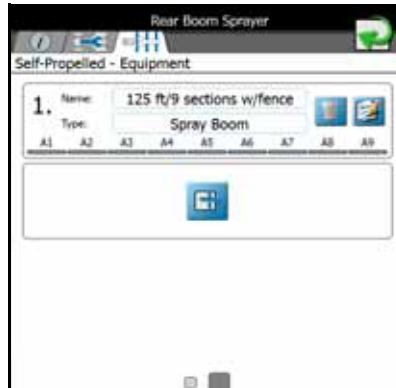 Rear Boom Sprayer
Self-Propelled - Equipment
1. Name: 125 ft/9 sections w/fence
Type: Spray Boom
A1 A2 A3 A4 A5 A6 A7 A8 A9